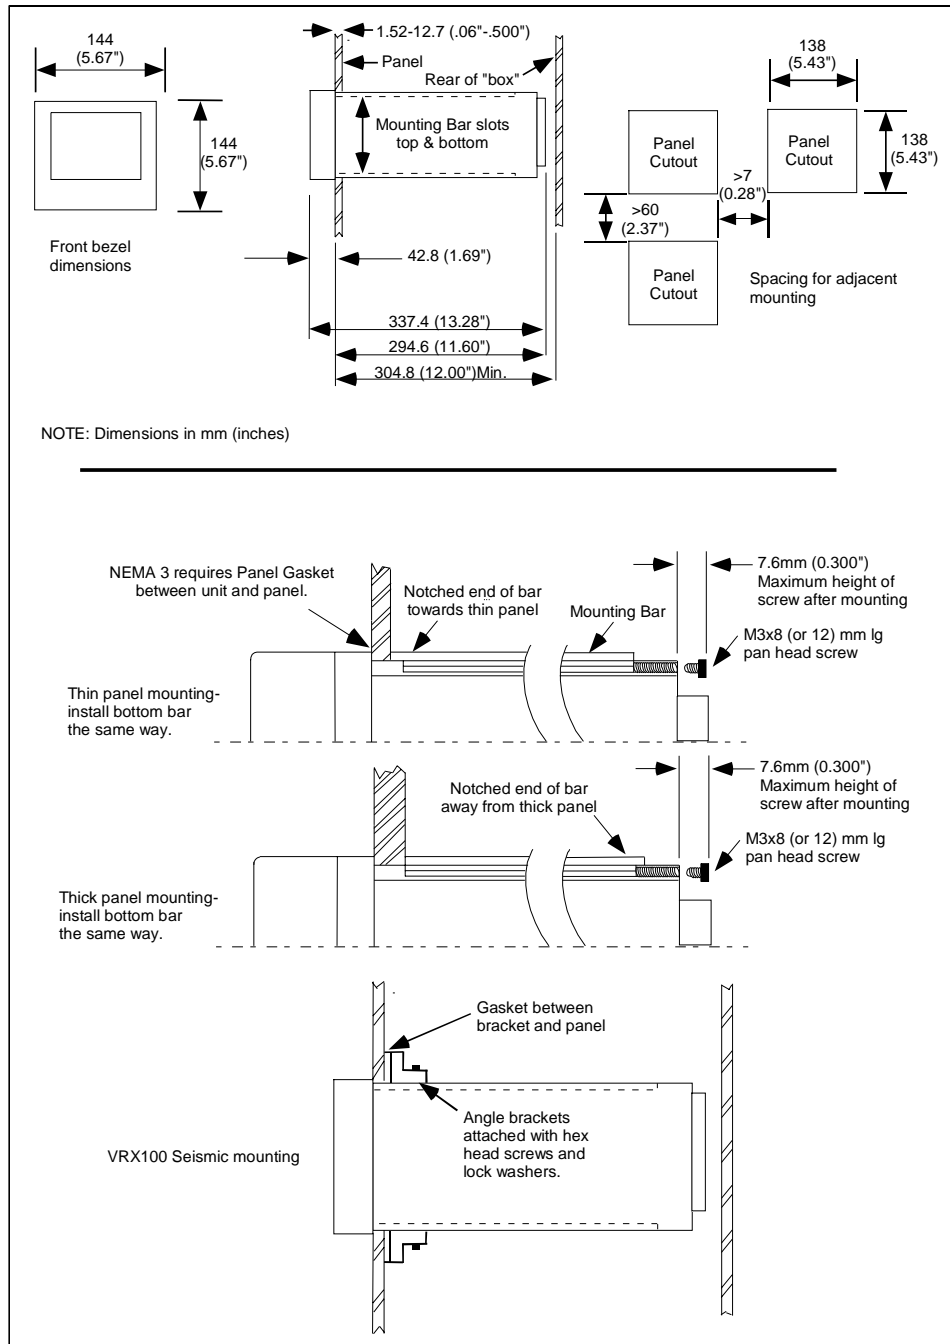 144
(5.67")
144
(5.67")
Front bezel
dimensions
1.52-12.7 (.06"-.500")
Panel
Rear of "box"
Mounting Bar slots
top & bottom
42.8 (1.69")
337.4 (13.28")
294.6 (11.60")
304.8 (12.00")Min.
138
(5.43")
138
(5.43")
Panel
Cutout
Panel
Cutout
>7
(0.28")
>60
(2.37")
Panel
Cutout
Spacing for adjacent
mounting
NOTE: Dimensions in mm (inches)
NEMA 3 requires Panel Gasket
between unit and panel.
Notched end of bar
towards thin panel
Mounting Bar
7.6mm (0.300")
Maximum height of
screw after mounting
M3x8 (or 12) mm lg
pan head screw
Thin panel mounting-
install bottom bar
the same way.
Notched end of bar
away from thick panel
7.6mm (0.300")
Maximum height of
screw after mounting
M3x8 (or 12) mm lg
pan head screw
Thick panel mounting-
install bottom bar
the same way.
Gasket between
bracket and panel
Angle brackets
attached with hex
head screws and
lock washers.
VRX100 Seismic mounting